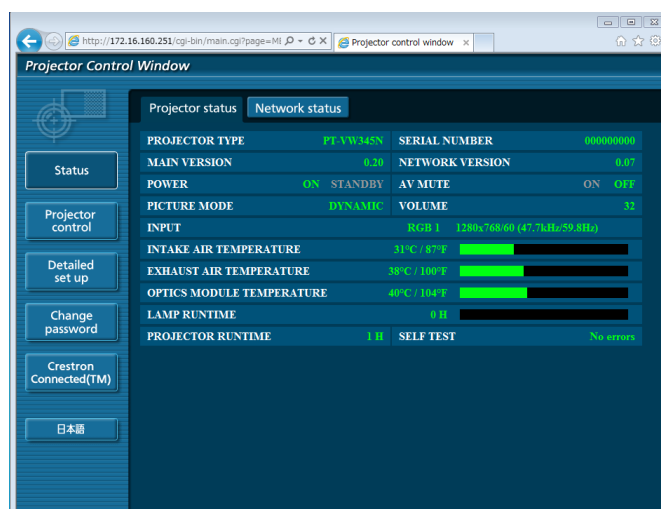 http://172.16.160.251/cgi-bin/main.cgi?page=M
Projector control window
Projector Control Window
Projector status Network status
Status
Projector control
Detailed set up
Change password
Crestron Connected(TM)
日本語
PROJECTOR TYPE PT-VW345N SERIAL NUMBER 000000000
MAIN VERSION 0.20 NETWORK VERSION 0.07
POWER ON STANDBY AV MUTE ON OFF
PICTURE MODE DYNAMIC VOLUME 32
INPUT RGB 1 1280x768/60 (47.7kHz/59.8Hz)
INTAKE AIR TEMPERATURE 31°C / 87°F
EXHAUST AIR TEMPERATURE 38°C / 100°F
OPTICS MODULE TEMPERATURE 40°C / 104°F
LAMP RUNTIME 0 H
PROJECTOR RUNTIME 1 H SELF TEST No errors